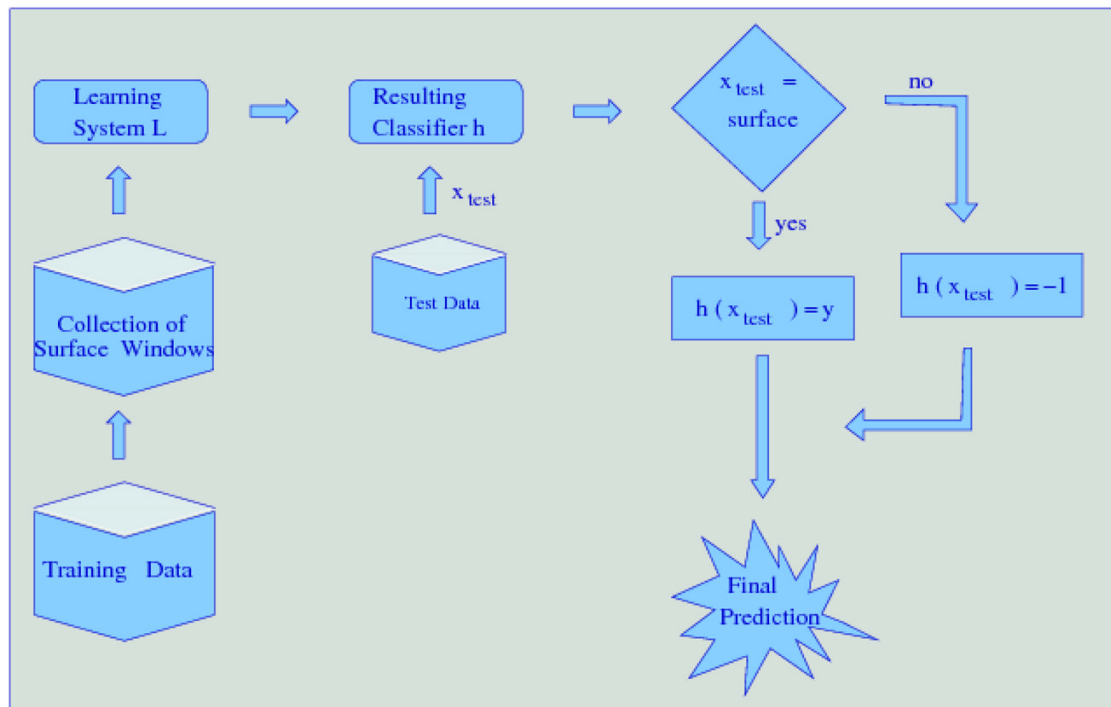 Learning
System L
Resulting
Classifier h
x test =
surface
no
x test
yes
Collection of
Surface Windows
Test Data
h ( x test ) = y
h ( x test ) = −1
Training Data
Final
Prediction